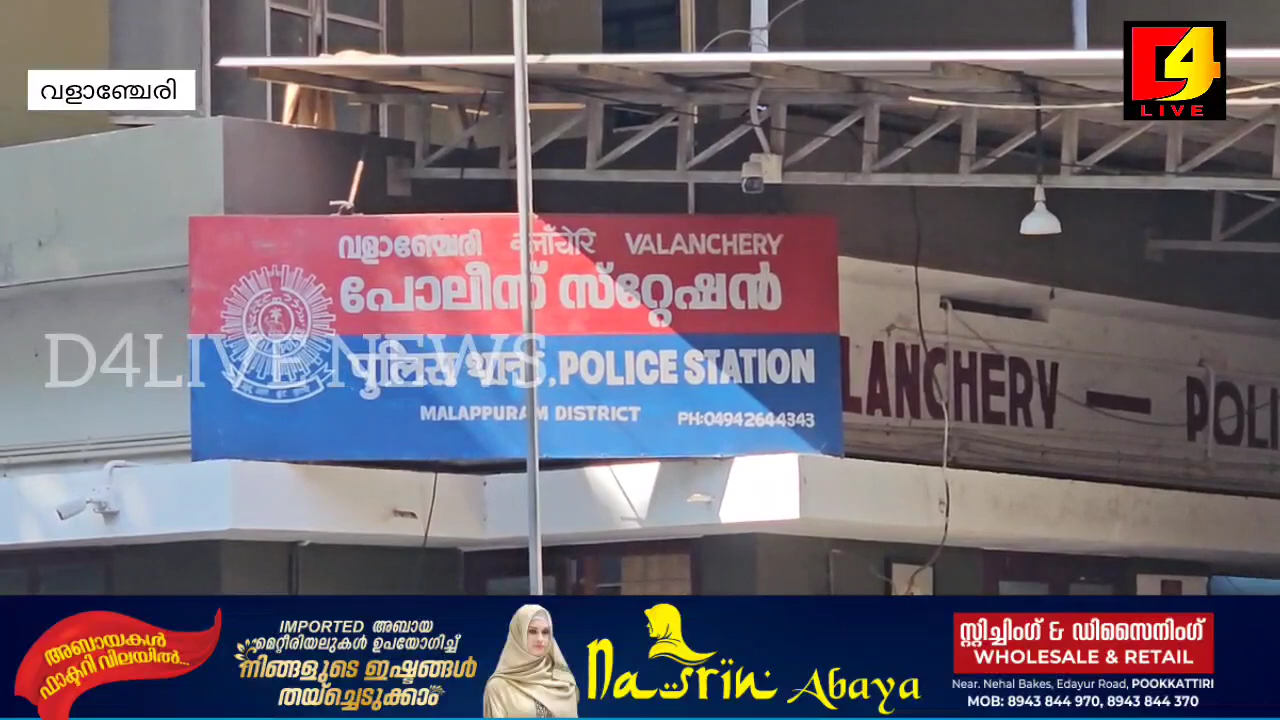 വളാഞ്ചേരി
D4
LIVE
വളാഞ്ചേരി VALANCHERY
പോലീസ് സ്റ്റേഷൻ
D4LIVE NEWS
पुलिस थाना, POLICE STATION
MALAPPURAM DISTRICT PH:04942644343
LANCHERY — POLI
അബായകൾ
ഫാക്ടറി വിലയിൽ...
IMPORTED അബായ
മെറ്റീരിയലുകൾ ഉപയോഗിച്ച്
നിങ്ങളുടെ ഇഷ്ടങ്ങൾ
തയ്ച്ചെടുക്കാം
Nasrin Abaya
സ്റ്റിച്ചിംഗ് & ഡിസൈനിംഗ്
WHOLESALE & RETAIL
Near. Nehal Bakes, Edayur Road, POOKKATTIRI
MOB: 8943 844 970, 8943 844 370